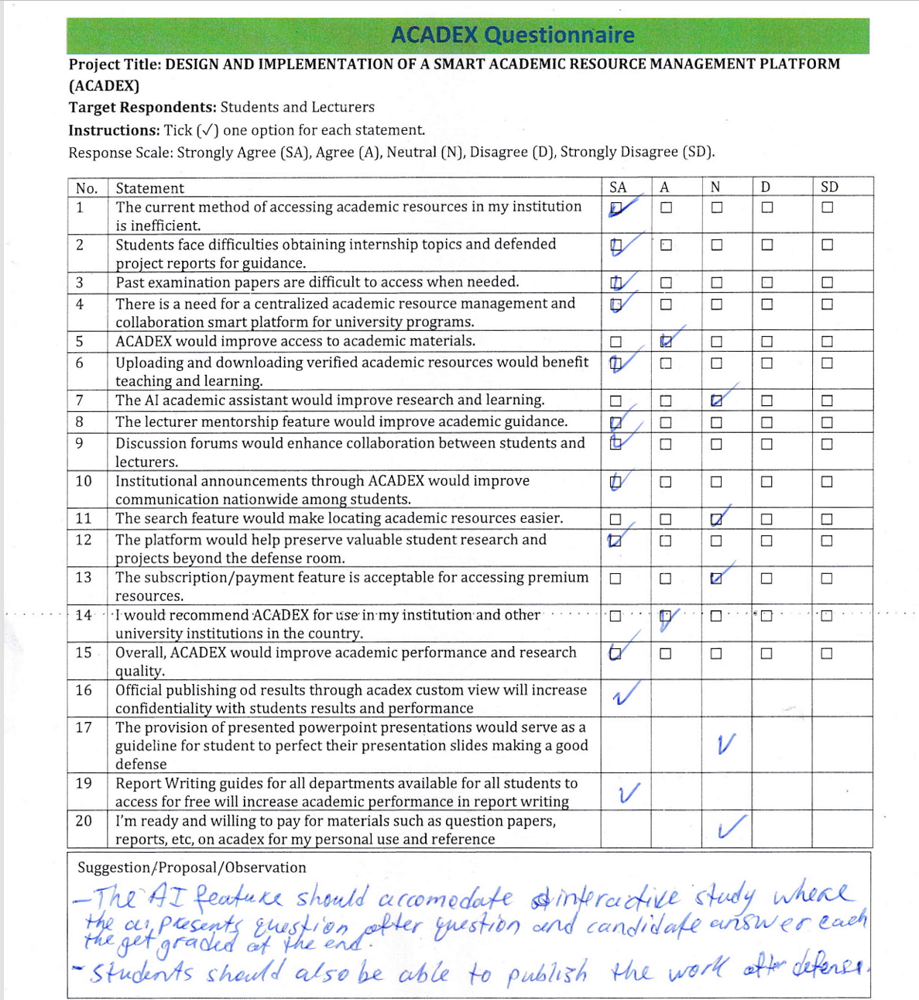 ACADEX Questionnaire
Project Title: DESIGN AND IMPLEMENTATION OF A SMART ACADEMIC RESOURCE MANAGEMENT PLATFORM
(ACADEX)
Target Respondents: Students and Lecturers
Instructions: Tick (✓) one option for each statement.
Response Scale: Strongly Agree (SA), Agree (A), Neutral (N), Disagree (D), Strongly Disagree (SD).
No. Statement SA A N D SD
1 The current method of accessing academic resources in my institution ☑ ☐ ☐ ☐ ☐
is inefficient.
2 Students face difficulties obtaining internship topics and defended ☑ ☐ ☐ ☐ ☐
project reports for guidance.
3 Past examination papers are difficult to access when needed. ☑ ☐ ☐ ☐ ☐
4 There is a need for a centralized academic resource management and ☑ ☐ ☐ ☐ ☐
collaboration smart platform for university programs.
5 ACADEX would improve access to academic materials. ☐ ☑ ☐ ☐ ☐
6 Uploading and downloading verified academic resources would benefit ☑ ☐ ☐ ☐ ☐
teaching and learning.
7 The AI academic assistant would improve research and learning. ☐ ☐ ☑ ☐ ☐
8 The lecturer mentorship feature would improve academic guidance. ☑ ☐ ☐ ☐ ☐
9 Discussion forums would enhance collaboration between students and ☑ ☐ ☐ ☐ ☐
lecturers.
10 Institutional announcements through ACADEX would improve ☑ ☐ ☐ ☐ ☐
communication nationwide among students.
11 The search feature would make locating academic resources easier. ☐ ☐ ☑ ☐ ☐
12 The platform would help preserve valuable student research and ☑ ☐ ☐ ☐ ☐
projects beyond the defense room.
13 The subscription/payment feature is acceptable for accessing premium ☐ ☐ ☑ ☐ ☐
resources.
14 I would recommend ACADEX for use in my institution and other ☐ ☑ ☐ ☐ ☐
university institutions in the country.
15 Overall, ACADEX would improve academic performance and research ☑ ☐ ☐ ☐ ☐
quality.
16 Official publishing od results through acadex custom view will increase ✓
confidentiality with students results and performance
17 The provision of presented powerpoint presentations would serve as a
guideline for student to perfect their presentation slides making a good ✓
defense
19 Report Writing guides for all departments available for all students to ✓
access for free will increase academic performance in report writing
20 I'm ready and willing to pay for materials such as question papers, ✓
reports, etc, on acadex for my personal use and reference
Suggestion/Proposal/Observation
- The AI feature should accomodate interactive study where
the ai, presents question after question and candidate answer each
the get graded at the end.
- Students should also be able to publish the work after defense.